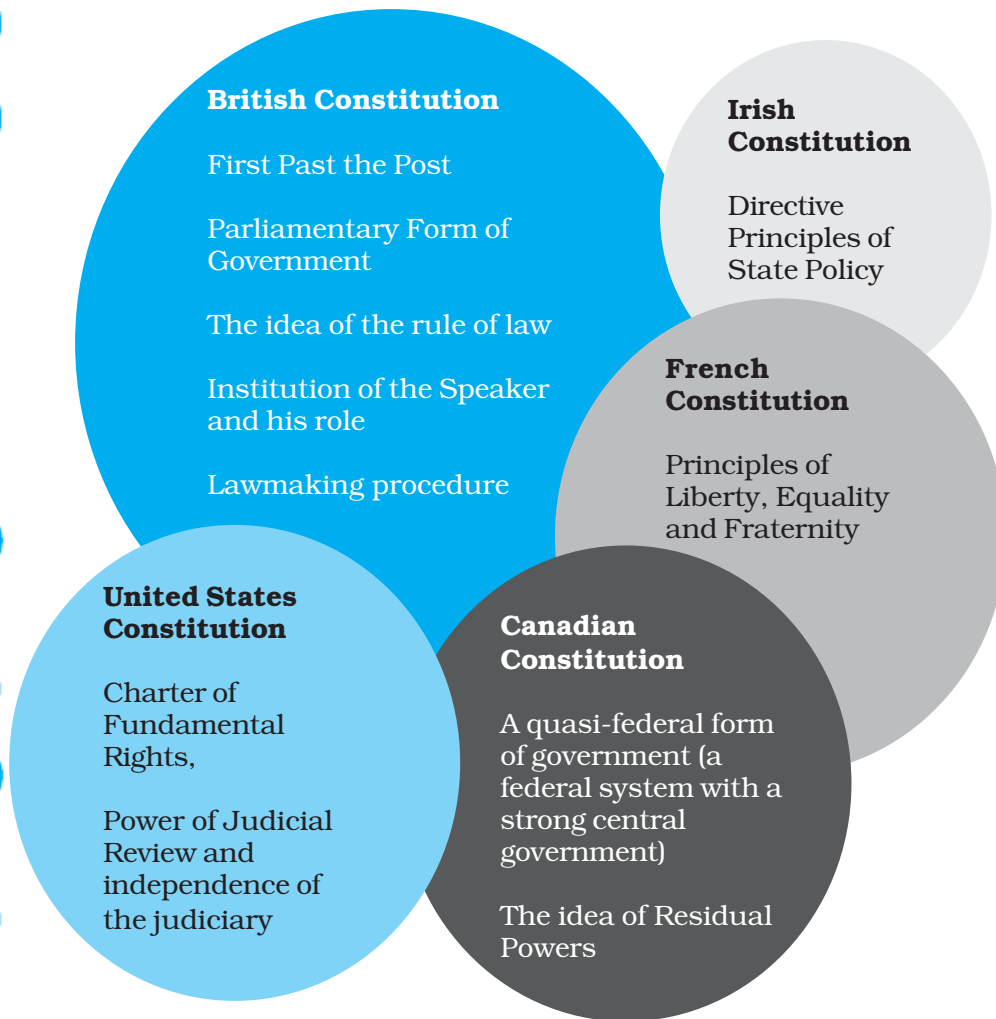 British Constitution
First Past the Post
Parliamentary Form of
Government
The idea of the rule of law
Institution of the Speaker
and his role
Lawmaking procedure
Irish
Constitution
Directive
Principles of
State Policy
French
Constitution
Principles of
Liberty, Equality
and Fraternity
United States
Constitution
Charter of
Fundamental
Rights,
Power of Judicial
Review and
independence of
the judiciary
Canadian
Constitution
A quasi-federal form
of government (a
federal system with a
strong central
government)
The idea of Residual
Powers